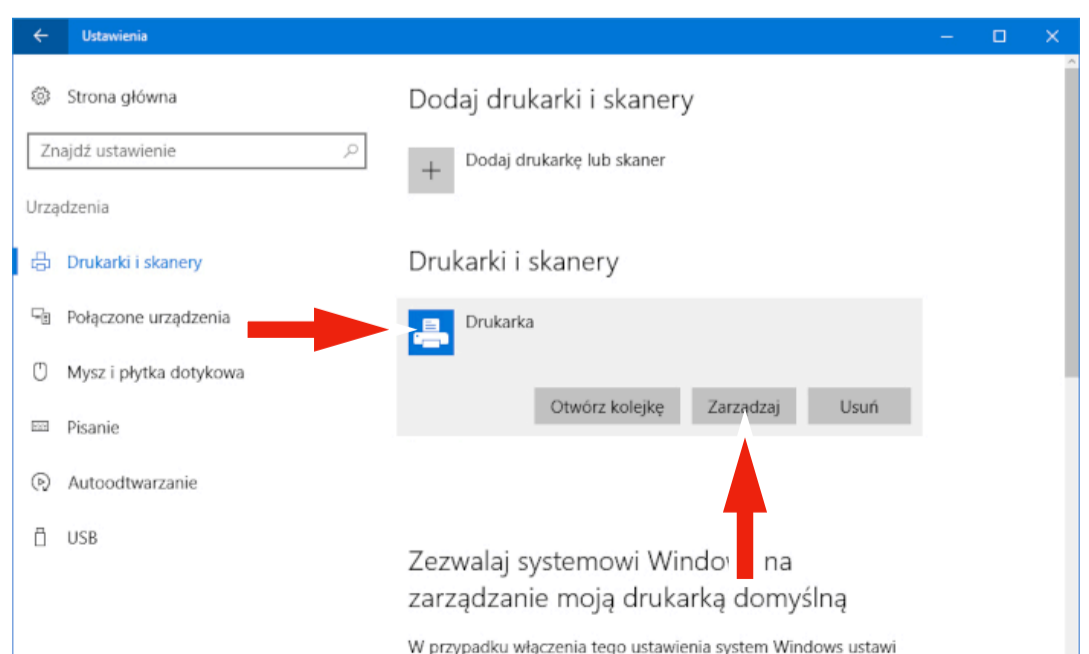 Ustawienia
Strona główna
Znajdź ustawienie
Urządzenia
Drukarki i skanery
Połączone urządzenia
Mysz i płytka dotykowa
Pisanie
Autoodtwarzanie
USB
Dodaj drukarki i skanery
Dodaj drukarkę lub skaner
Drukarki i skanery
Drukarka
Otwórz kolejkę Zarządzaj Usuń
Zezwalaj systemowi Windows na
zarządzanie moją drukarką domyślną
W przypadku włączenia tego ustawienia system Windows ustawi